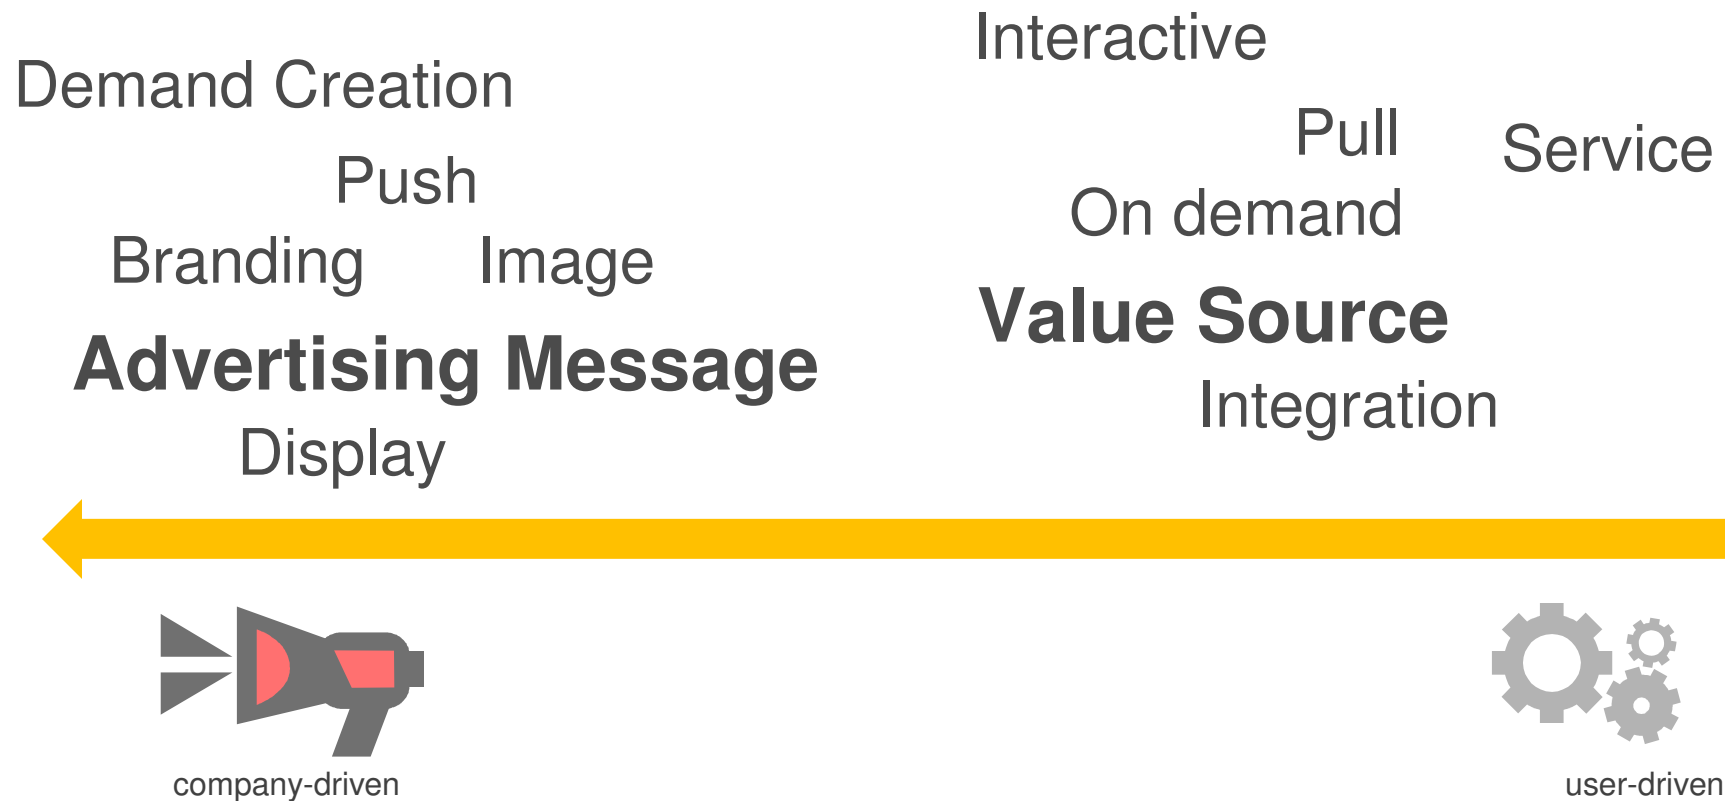 Interactive
Demand Creation
Pull
Service
Push
On demand
Branding
Image
Value Source
Advertising Message
Integration
Display
company-driven
user-driven